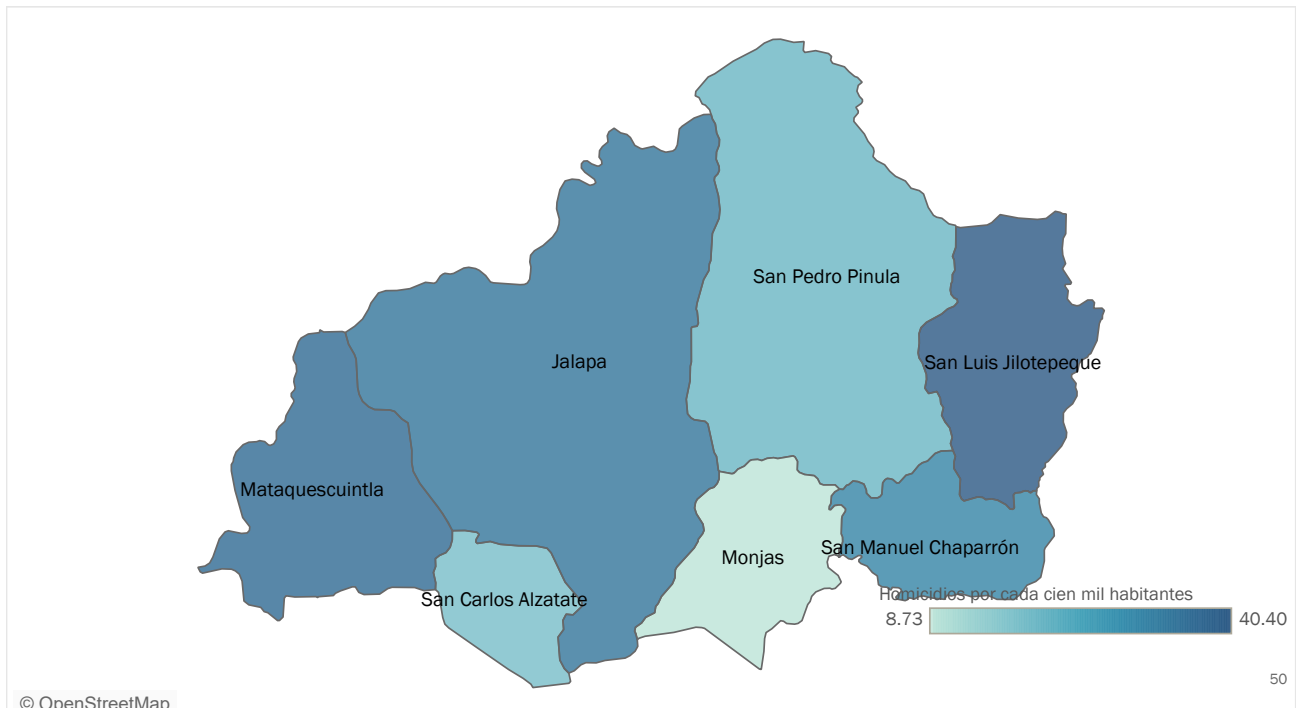 San Pedro Pinula
Jalapa
San Luis Jilotepeque
Mataquescuintla
San Manuel Chaparrón
Monjas
San Carlos Alzatate
Homicidios por cada cien mil habitantes
8.73
40.40
50
© OpenStreetMap